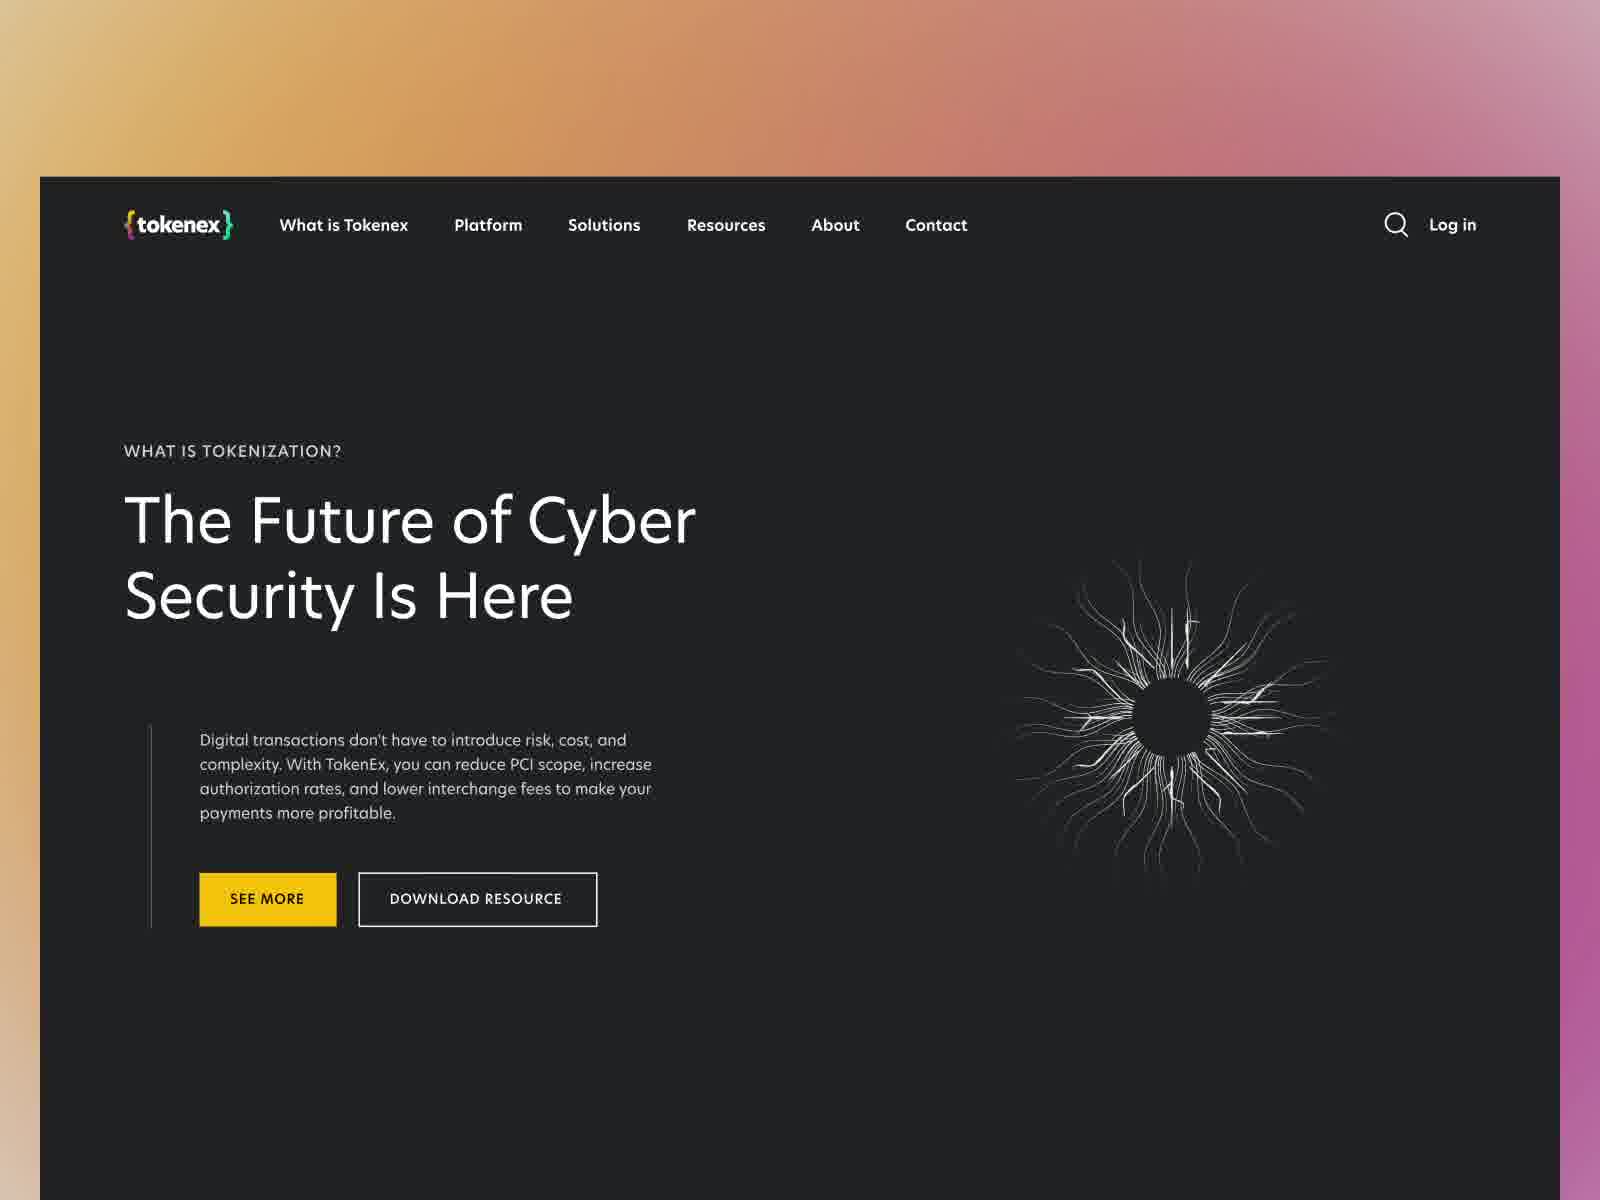 {tokenex}
What is Tokenex
Platform
Solutions
Resources
About
Contact
Log in
WHAT IS TOKENIZATION?
The Future of Cyber
Security Is Here
Digital transactions don't have to introduce risk, cost, and
complexity. With TokenEx, you can reduce PCI scope, increase
authorization rates, and lower interchange fees to make your
payments more profitable.
SEE MORE
DOWNLOAD RESOURCE